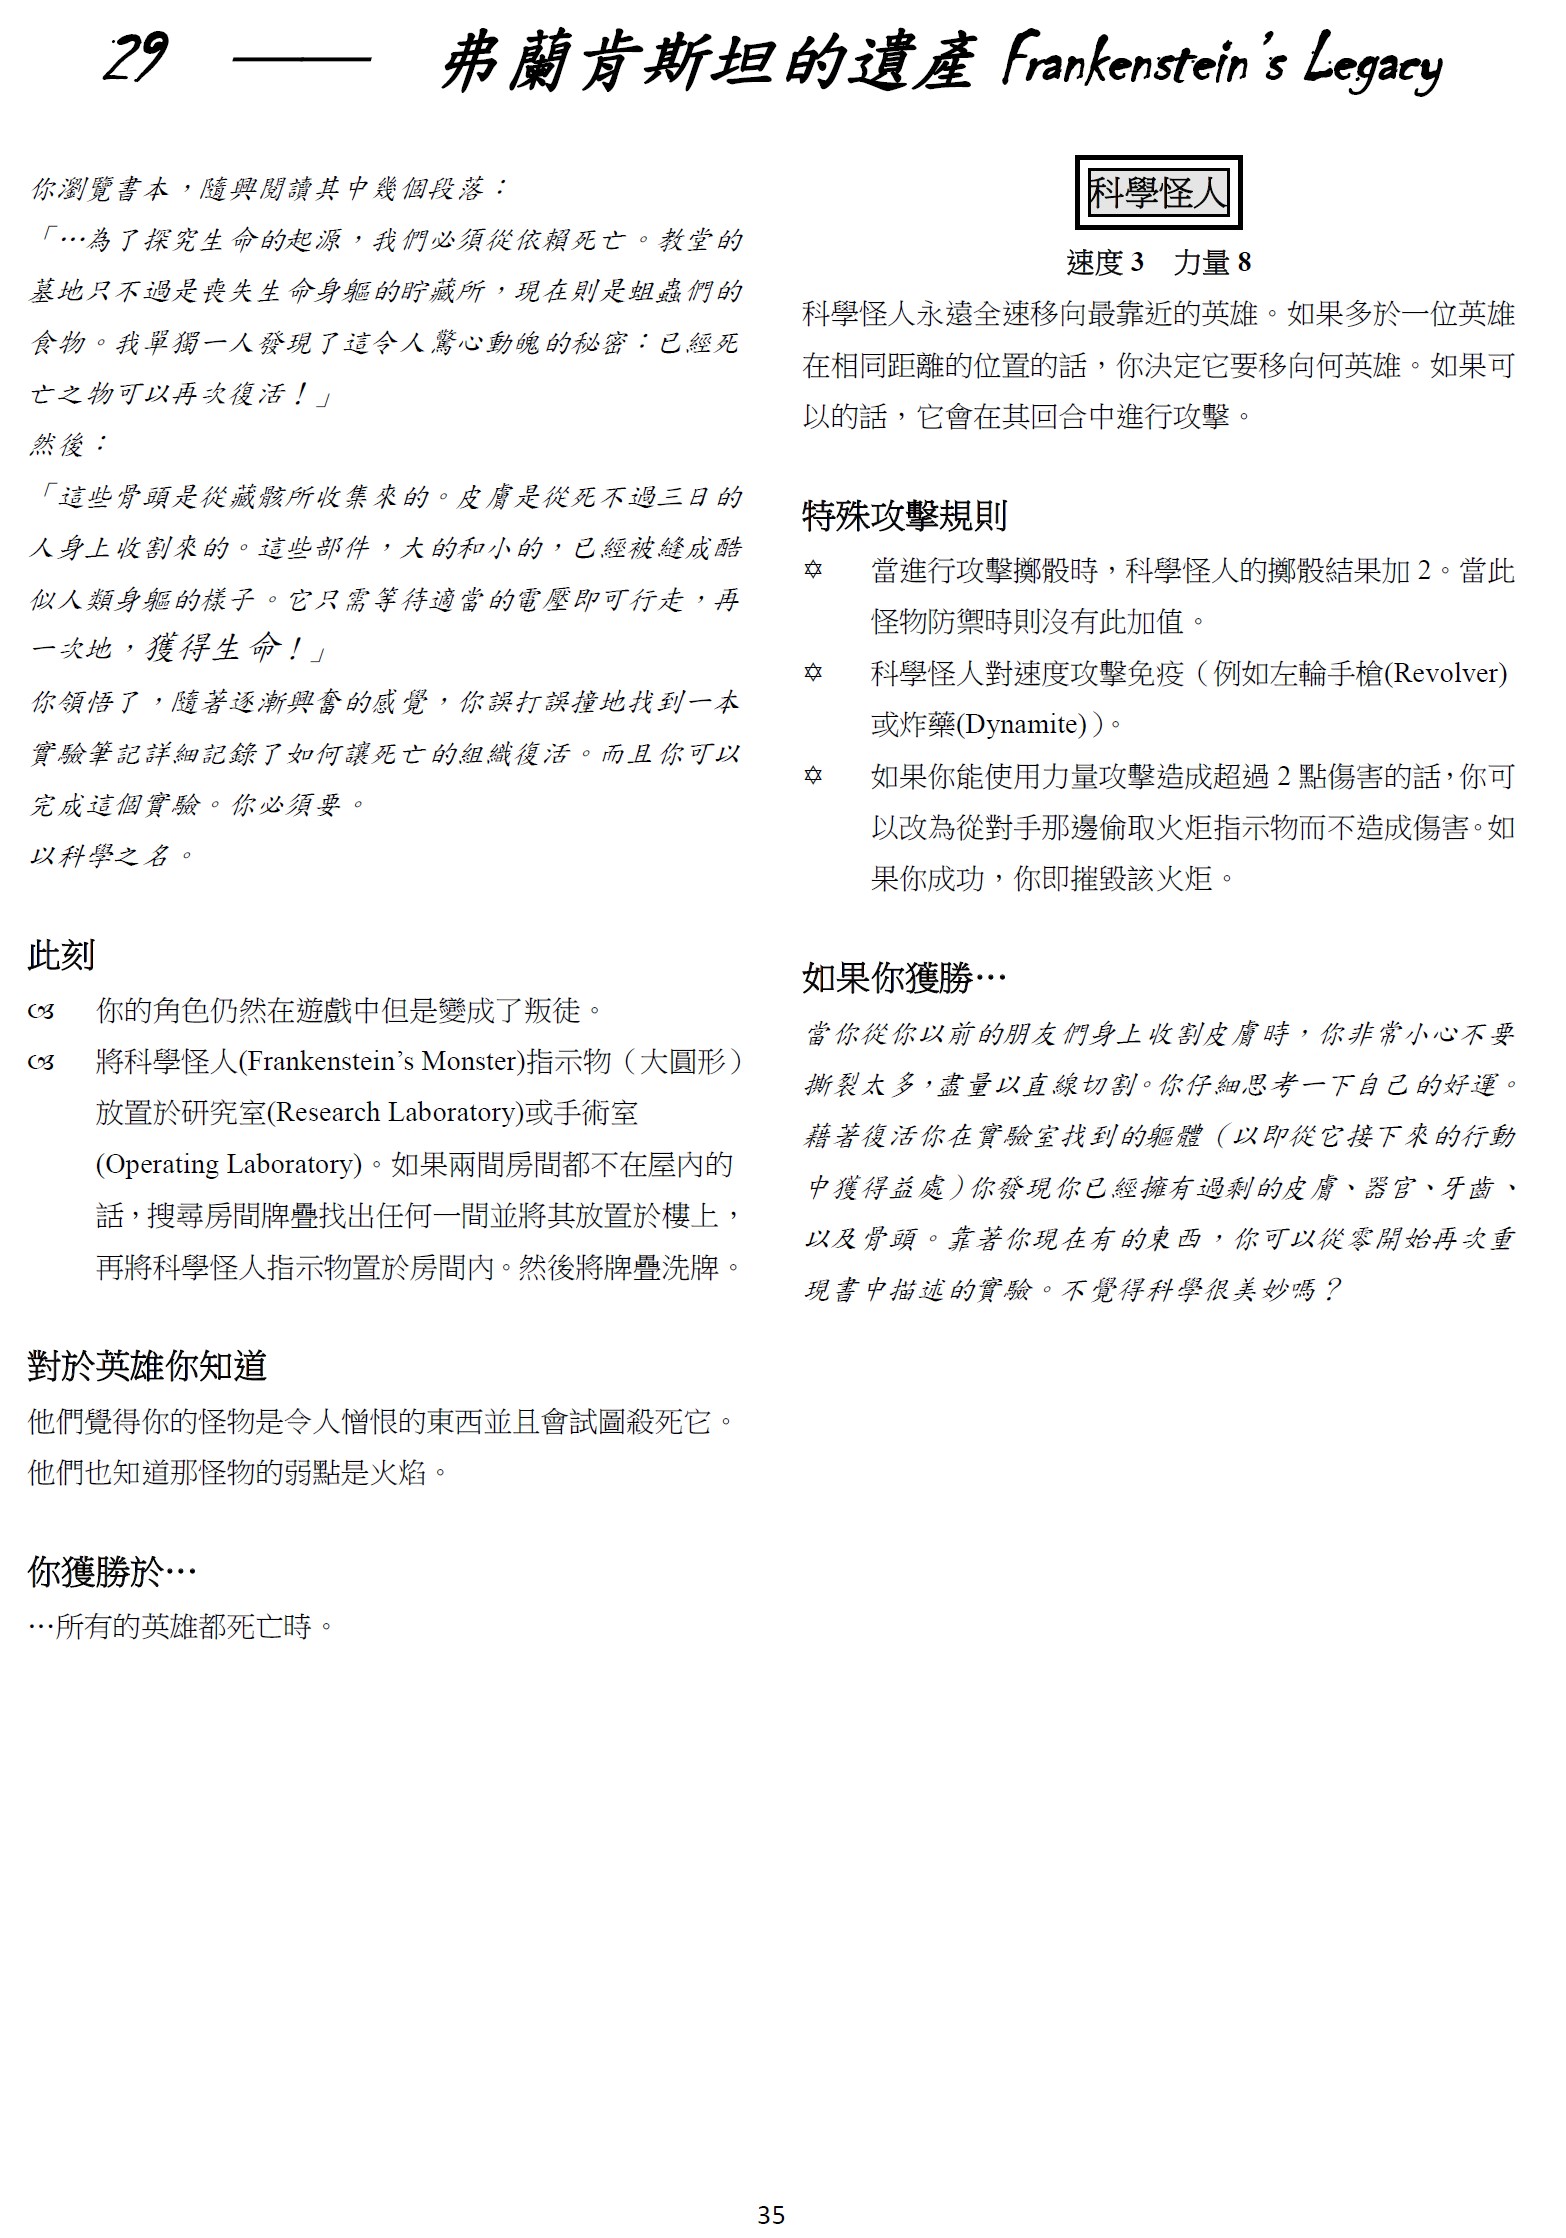 29 —— 弗蘭肯斯坦的遺產 Frankenstein's Legacy
你瀏覽書本，隨興閱讀其中幾個段落：
「…為了探究生命的起源，我們必須從依賴死亡。教堂的
墓地只不過是喪失生命身軀的貯藏所，現在則是蛆蟲們的
食物。我單獨一人發現了這令人驚心動魄的秘密：已經死
亡之物可以再次復活！」
然後：
「這些骨頭是從藏骸所收集來的。皮膚是從死不過三日的
人身上收割來的。這些部件，大的和小的，已經被縫成酷
似人類身軀的樣子。它只需等待適當的電壓即可行走，再
一次地，獲得生命！」
你領悟了，隨著逐漸興奮的感覺，你誤打誤撞地找到一本
實驗筆記詳細記錄了如何讓死亡的組織復活。而且你可以
完成這個實驗。你必須要。
以科學之名。
此刻
你的角色仍然在遊戲中但是變成了叛徒。
將科學怪人(Frankenstein’s Monster)指示物（大圓形）
放置於研究室(Research Laboratory)或手術室
(Operating Laboratory)。如果兩間房間都不在屋內的
話，搜尋房間牌疊找出任何一間並將其放置於樓上，
再將科學怪人指示物置於房間內。然後將牌疊洗牌。
對於英雄你知道
他們覺得你的怪物是令人憎恨的東西並且會試圖殺死它。
他們也知道那怪物的弱點是火焰。
你獲勝於…
…所有的英雄都死亡時。
科學怪人
速度 3 力量 8
科學怪人永遠全速移向最靠近的英雄。如果多於一位英雄
在相同距離的位置的話，你決定它要移向何英雄。如果可
以的話，它會在其回合中進行攻擊。
特殊攻擊規則
✡ 當進行攻擊擲骰時，科學怪人的擲骰結果加 2。當此
怪物防禦時則沒有此加值。
✡ 科學怪人對速度攻擊免疫（例如左輪手槍(Revolver)
或炸藥(Dynamite)）。
✡ 如果你能使用力量攻擊造成超過 2 點傷害的話，你可
以改為從對手那邊偷取火炬指示物而不造成傷害。如
果你成功，你即摧毀該火炬。
如果你獲勝…
當你從你以前的朋友們身上收割皮膚時，你非常小心不要
撕裂太多，盡量以直線切割。你仔細思考一下自己的好運。
藉著復活你在實驗室找到的軀體（以即從它接下來的行動
中獲得益處）你發現你已經擁有過剩的皮膚、器官、牙齒、
以及骨頭。靠著你現在有的東西，你可以從零開始再次重
現書中描述的實驗。不覺得科學很美妙嗎？
35